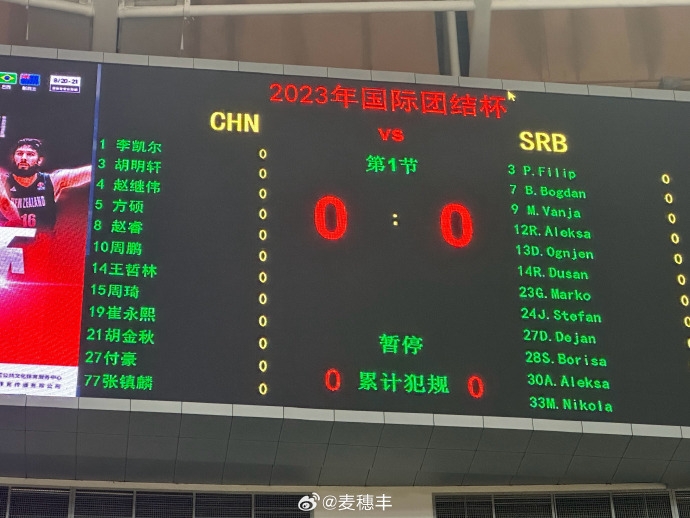 8/20-21
NEW ZEALAND
16
2023年国际团结杯
CHN
VS
SRB
第1节
0 : 0
1 李凯尔 0
3 胡明轩 0
4 赵继伟 0
5 方硕 0
8 赵睿 0
10周鹏 0
14王哲林 0
15周琦 0
19崔永熙 0
21胡金秋 0
27付豪 0
77张镇麟 0
3 P.Filip 0
7 B.Bogdan 0
9 M.Vanja 0
12R.Aleksa 0
13D.Ognjen 0
14R.Dusan 0
23G.Marko 0
24J.Stefan 0
27D.Dejan 0
28S.Borisa 0
30A.Aleksa
33M.Nikola
暂停
0 累计犯规 0
@麦穗丰